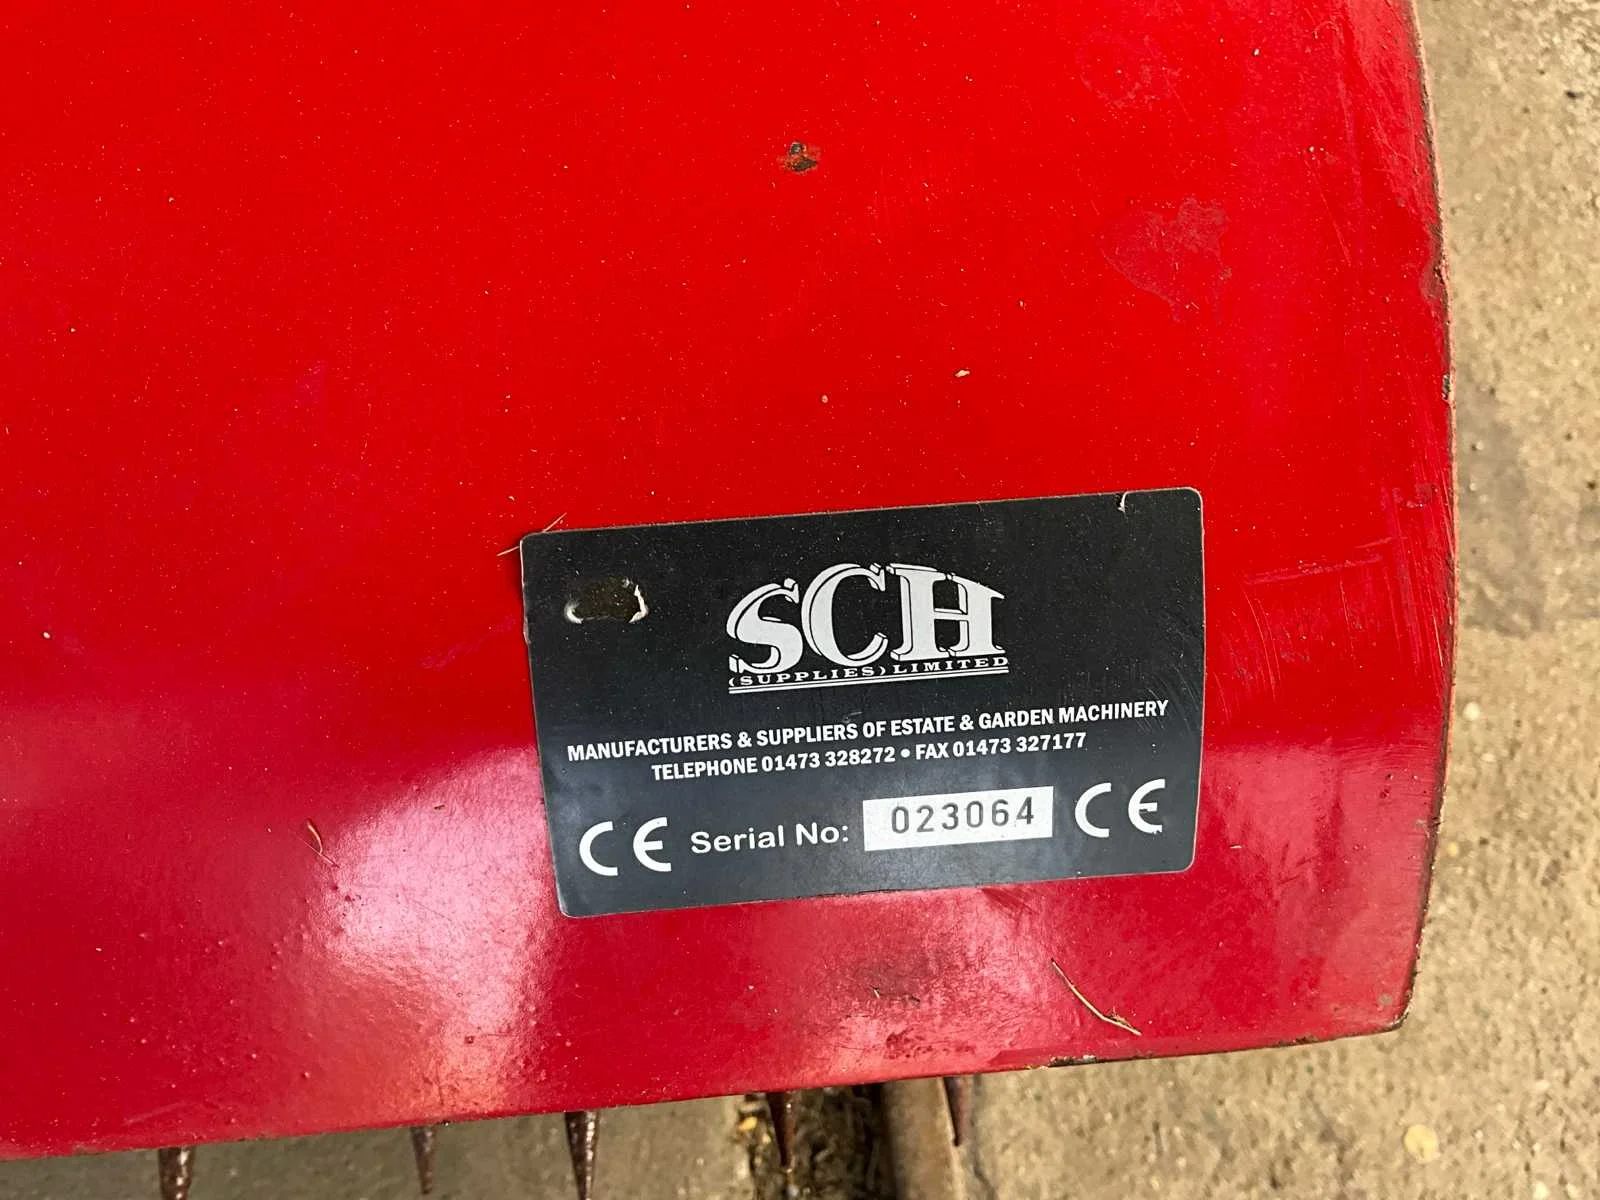 SCH
(SUPPLIES) LIMITED
MANUFACTURERS & SUPPLIERS OF ESTATE & GARDEN MACHINERY
TELEPHONE 01473 328272 • FAX 01473 327177
CE Serial No: 023064 CE